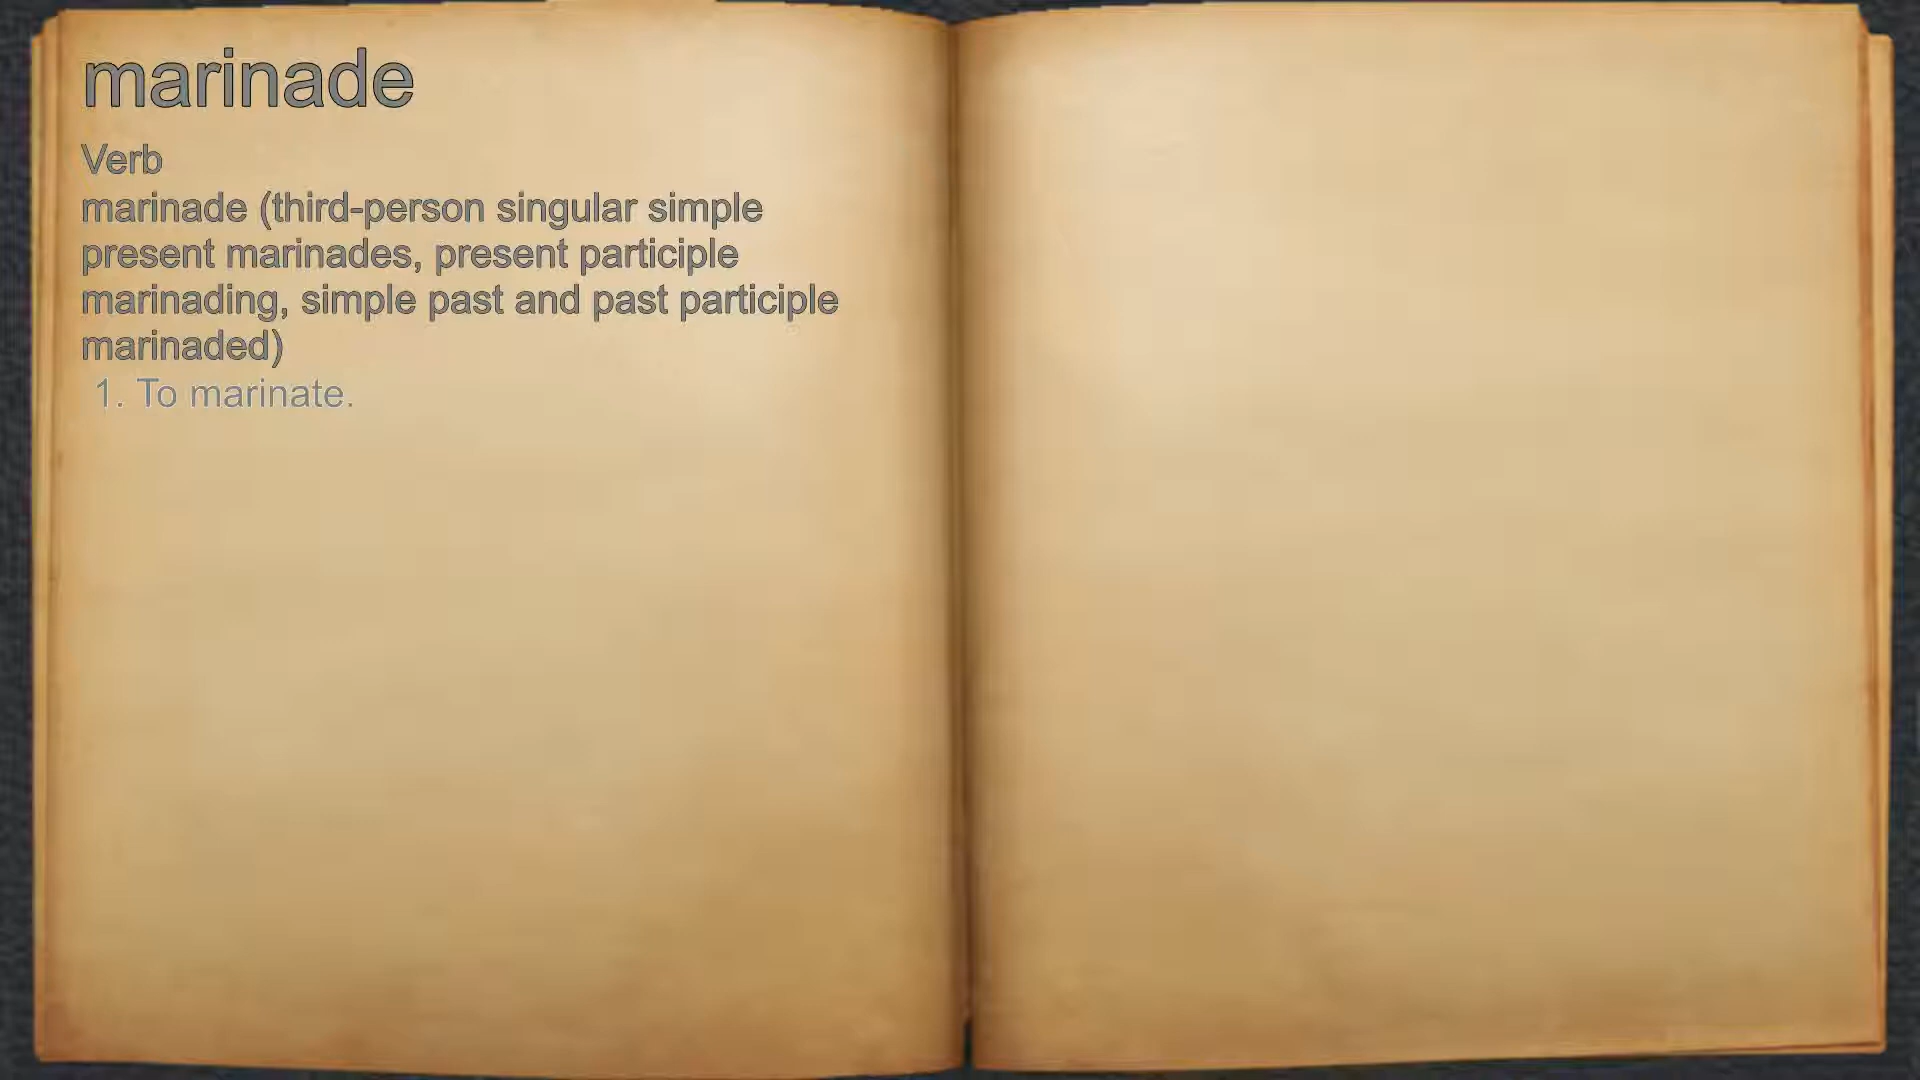 marinade
Verb
marinade (third-person singular simple
present marinades, present participle
marinading, simple past and past participle
marinaded)
1. To marinate.